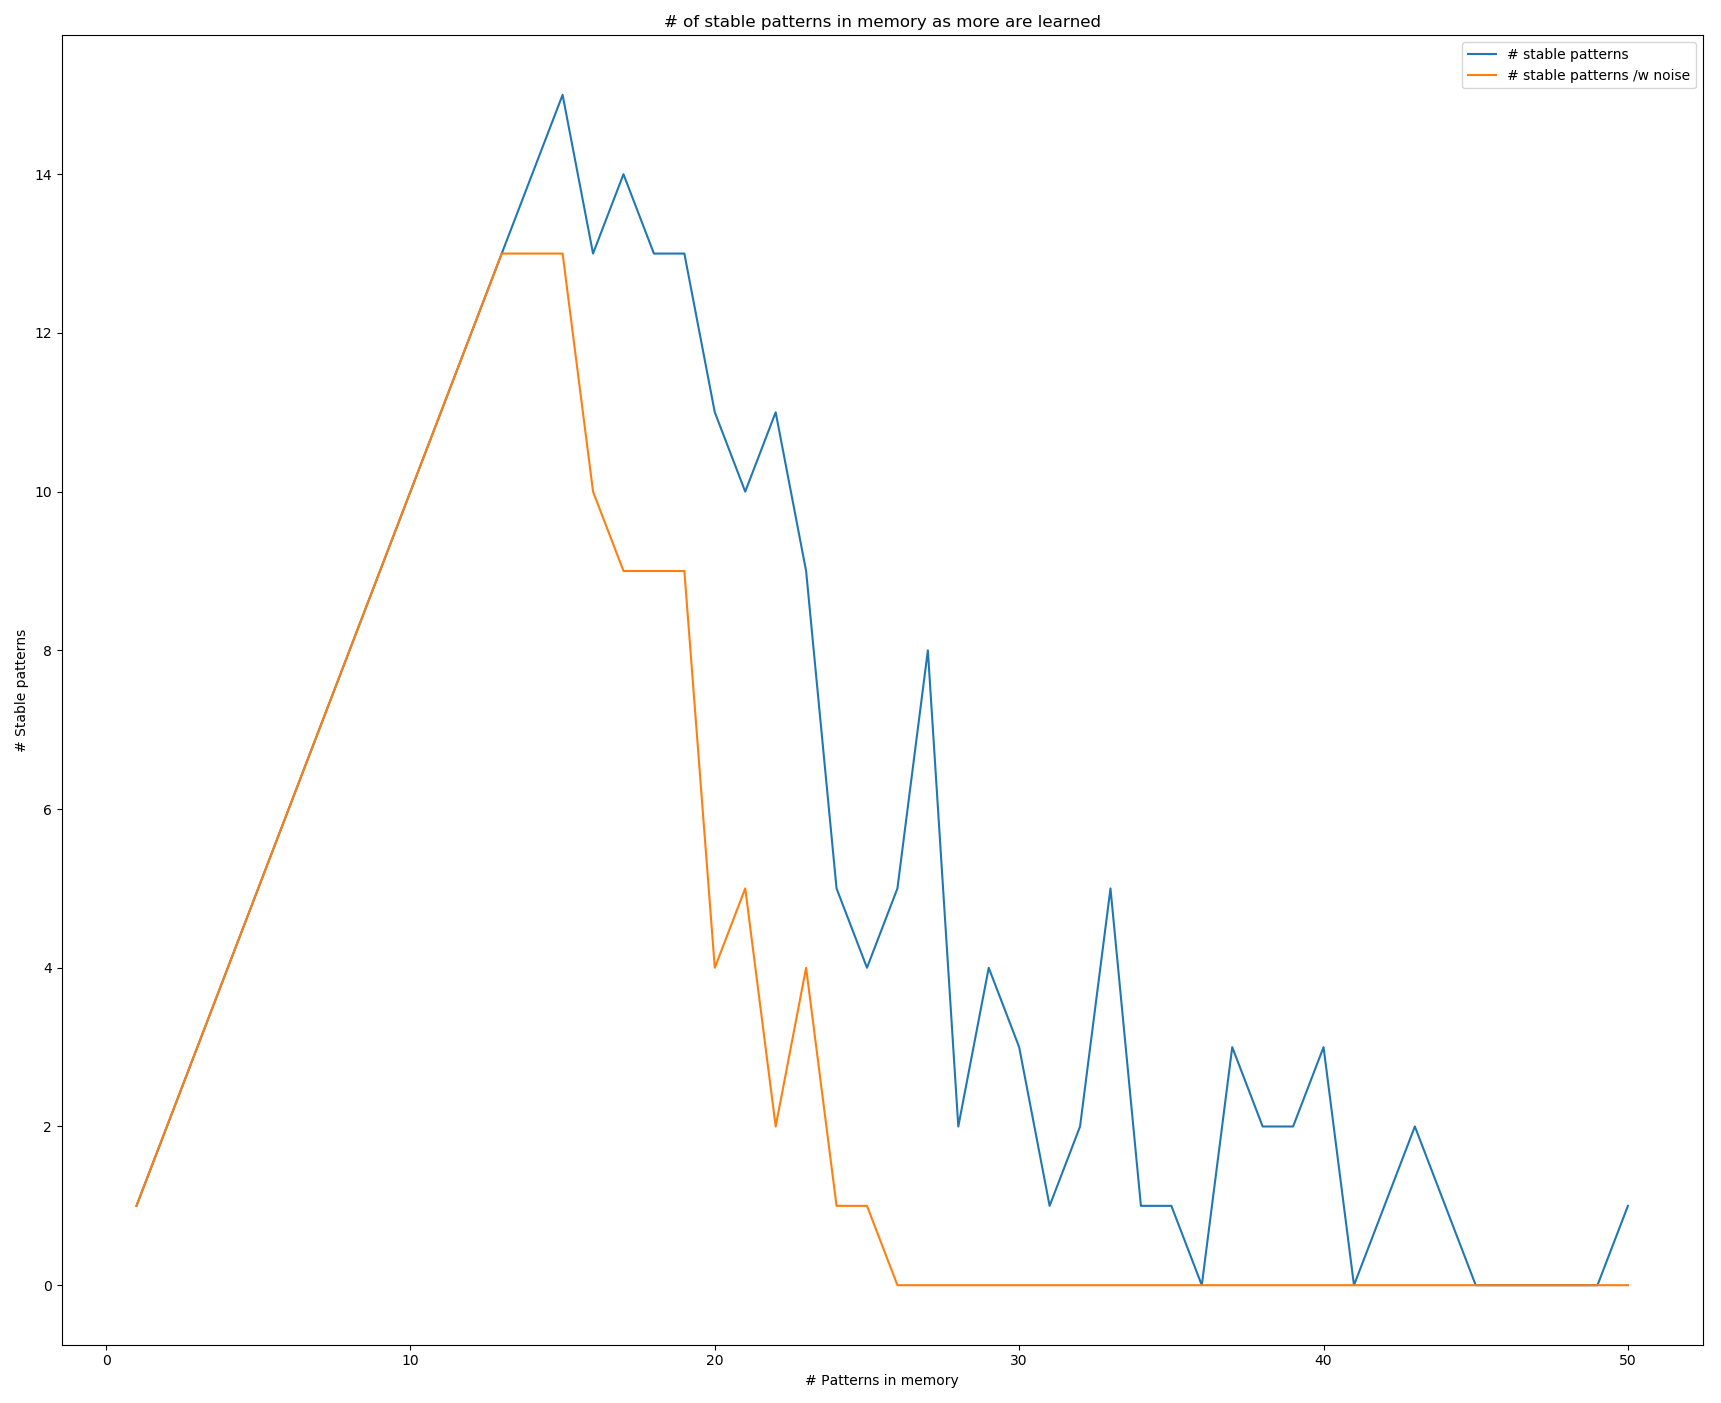 # of stable patterns in memory as more are learned
# stable patterns
# stable patterns /w noise
14
12
10
8
6
4
2
0
# Stable patterns
0 10 20 30 40 50
# Patterns in memory